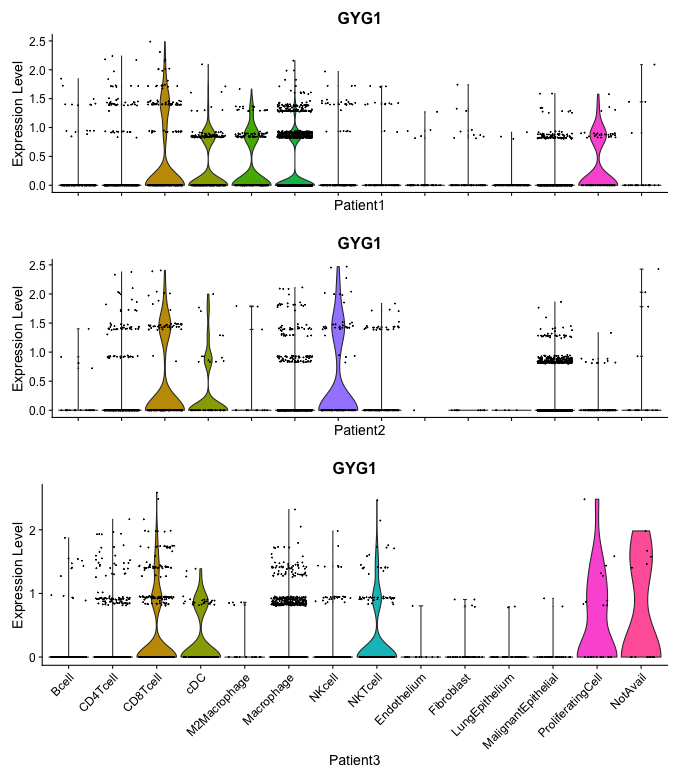 GYG1
Expression Level
2.5
2.0
1.5
1.0
0.5
0.0
Patient1
GYG1
Expression Level
2.5
2.0
1.5
1.0
0.5
0.0
Patient2
GYG1
Expression Level
2
1
0
Bcell
CD4Tcell
CD8Tcell
cDC
M2Macrophage
Macrophage
NKcell
NKTcell
Endothelium
Fibroblast
LungEpithelium
MalignantEpithelial
ProliferatingCell
NotAvail
Patient3